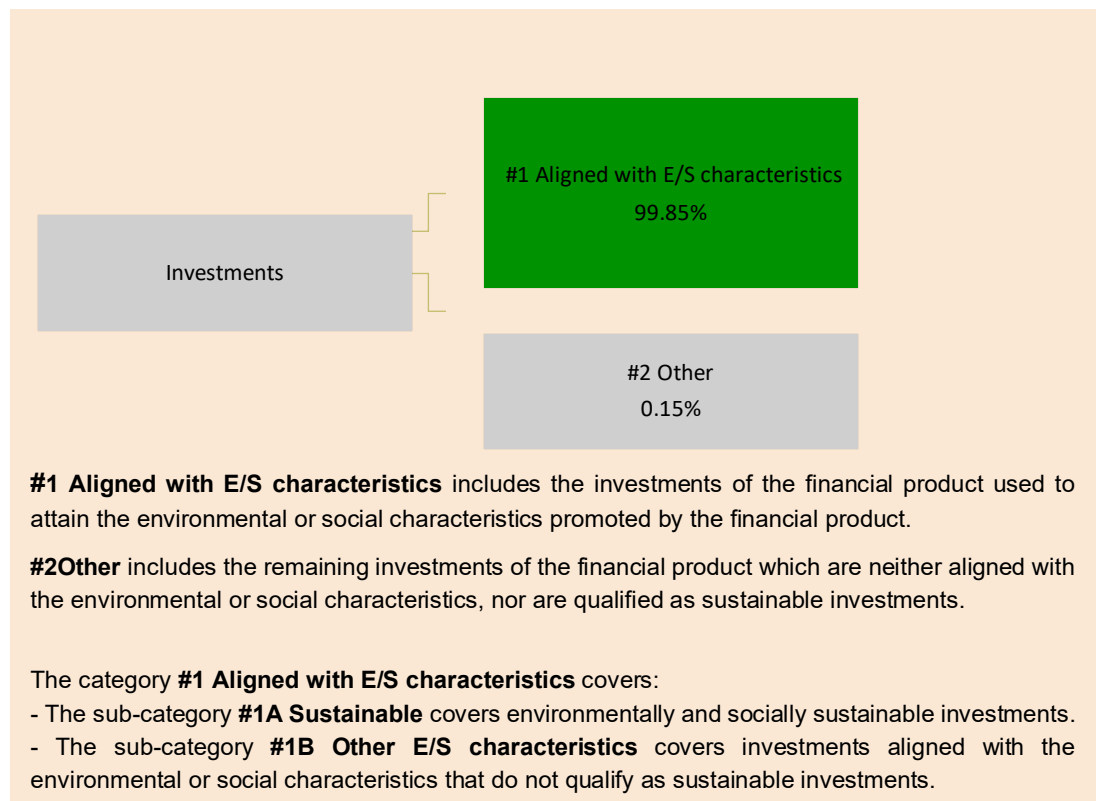 #1 Aligned with E/S characteristics
99.85%
Investments
#2 Other
0.15%
#1 Aligned with E/S characteristics includes the investments of the financial product used to
attain the environmental or social characteristics promoted by the financial product.
#2Other includes the remaining investments of the financial product which are neither aligned with
the environmental or social characteristics, nor are qualified as sustainable investments.
The category #1 Aligned with E/S characteristics covers:
- The sub-category #1A Sustainable covers environmentally and socially sustainable investments.
- The sub-category #1B Other E/S characteristics covers investments aligned with the
environmental or social characteristics that do not qualify as sustainable investments.